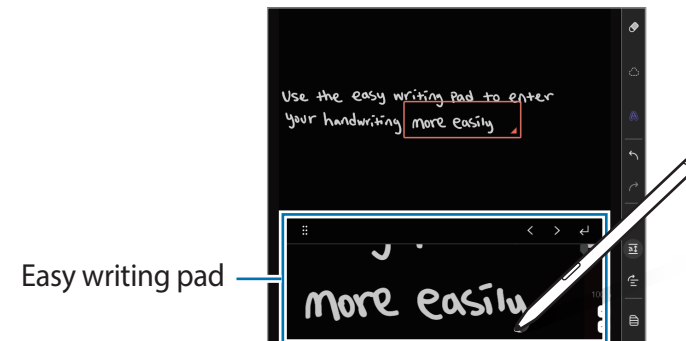 Use the easy writing pad to enter
your handwriting more easily
Easy writing pad
more easily